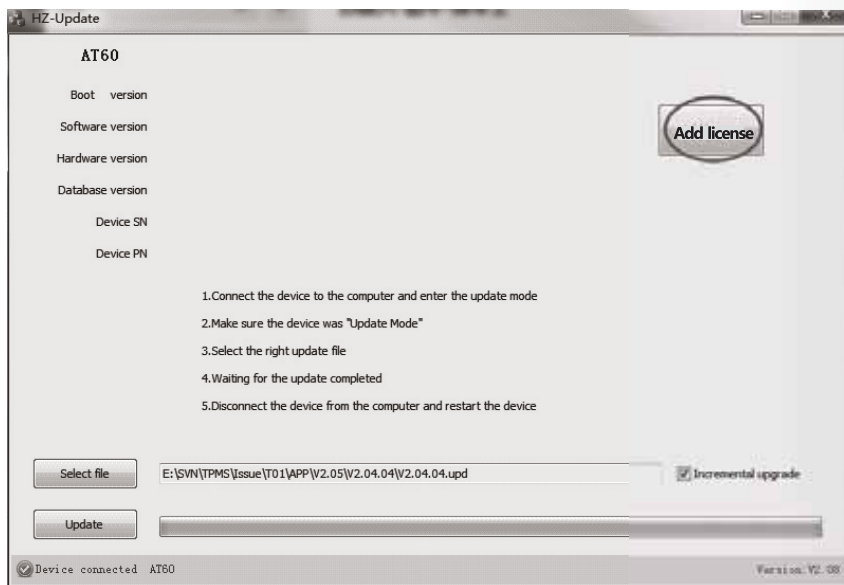 HZ-Update
AT60
Boot version
Add license
Software version
Hardware version
Database version
Device SN
Device PN
1.Connect the device to the computer and enter the update mode
2.Make sure the device was "Update Mode"
3.Select the right update file
4.Waiting for the update completed
5.Disconnect the device from the computer and restart the device
Select file
E:\SVN\TPMS\Issue\T01\APP\V2.05\V2.04.04\V2.04.04.upd
Incremental upgrade
Update
Device connected AT60
Version:V2.08